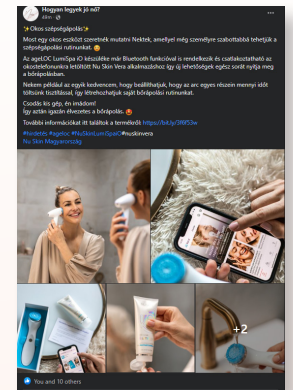 Hogyan legyek jó nő?
48m
✨Okos szépségápolás✨
Most egy okos eszközt szeretnék mutatni Nektek, amellyel még személyre szabottabbá tehetjük a
szépségápolási rutinunkat. 🤩
Az ageLOC LumiSpa iO készüléke már Bluetooth funkcióval is rendelkezik és csatlakoztatható az
okostelefonunkra letöltött Nu Skin Vera alkalmazáshoz így új lehetőségek egész sorát nyitja meg
a bőrápolásban.
Nekem például az egyik kedvencem, hogy beállíthatjuk, hogy az arc egyes részein mennyi időt
töltsünk tisztítással, így létrehozhatjuk saját bőrápolási rutinunkat.
Csodás kis gép, én imádom!
Így aztán igazán élvezetes a bőrápolás. 😍
További információkat itt találtok a termékről
#hirdetés #ageloc #NuSkinLumiSpaiO #nuskinvera
Nu Skin Magyarország
+2
You and 10 others